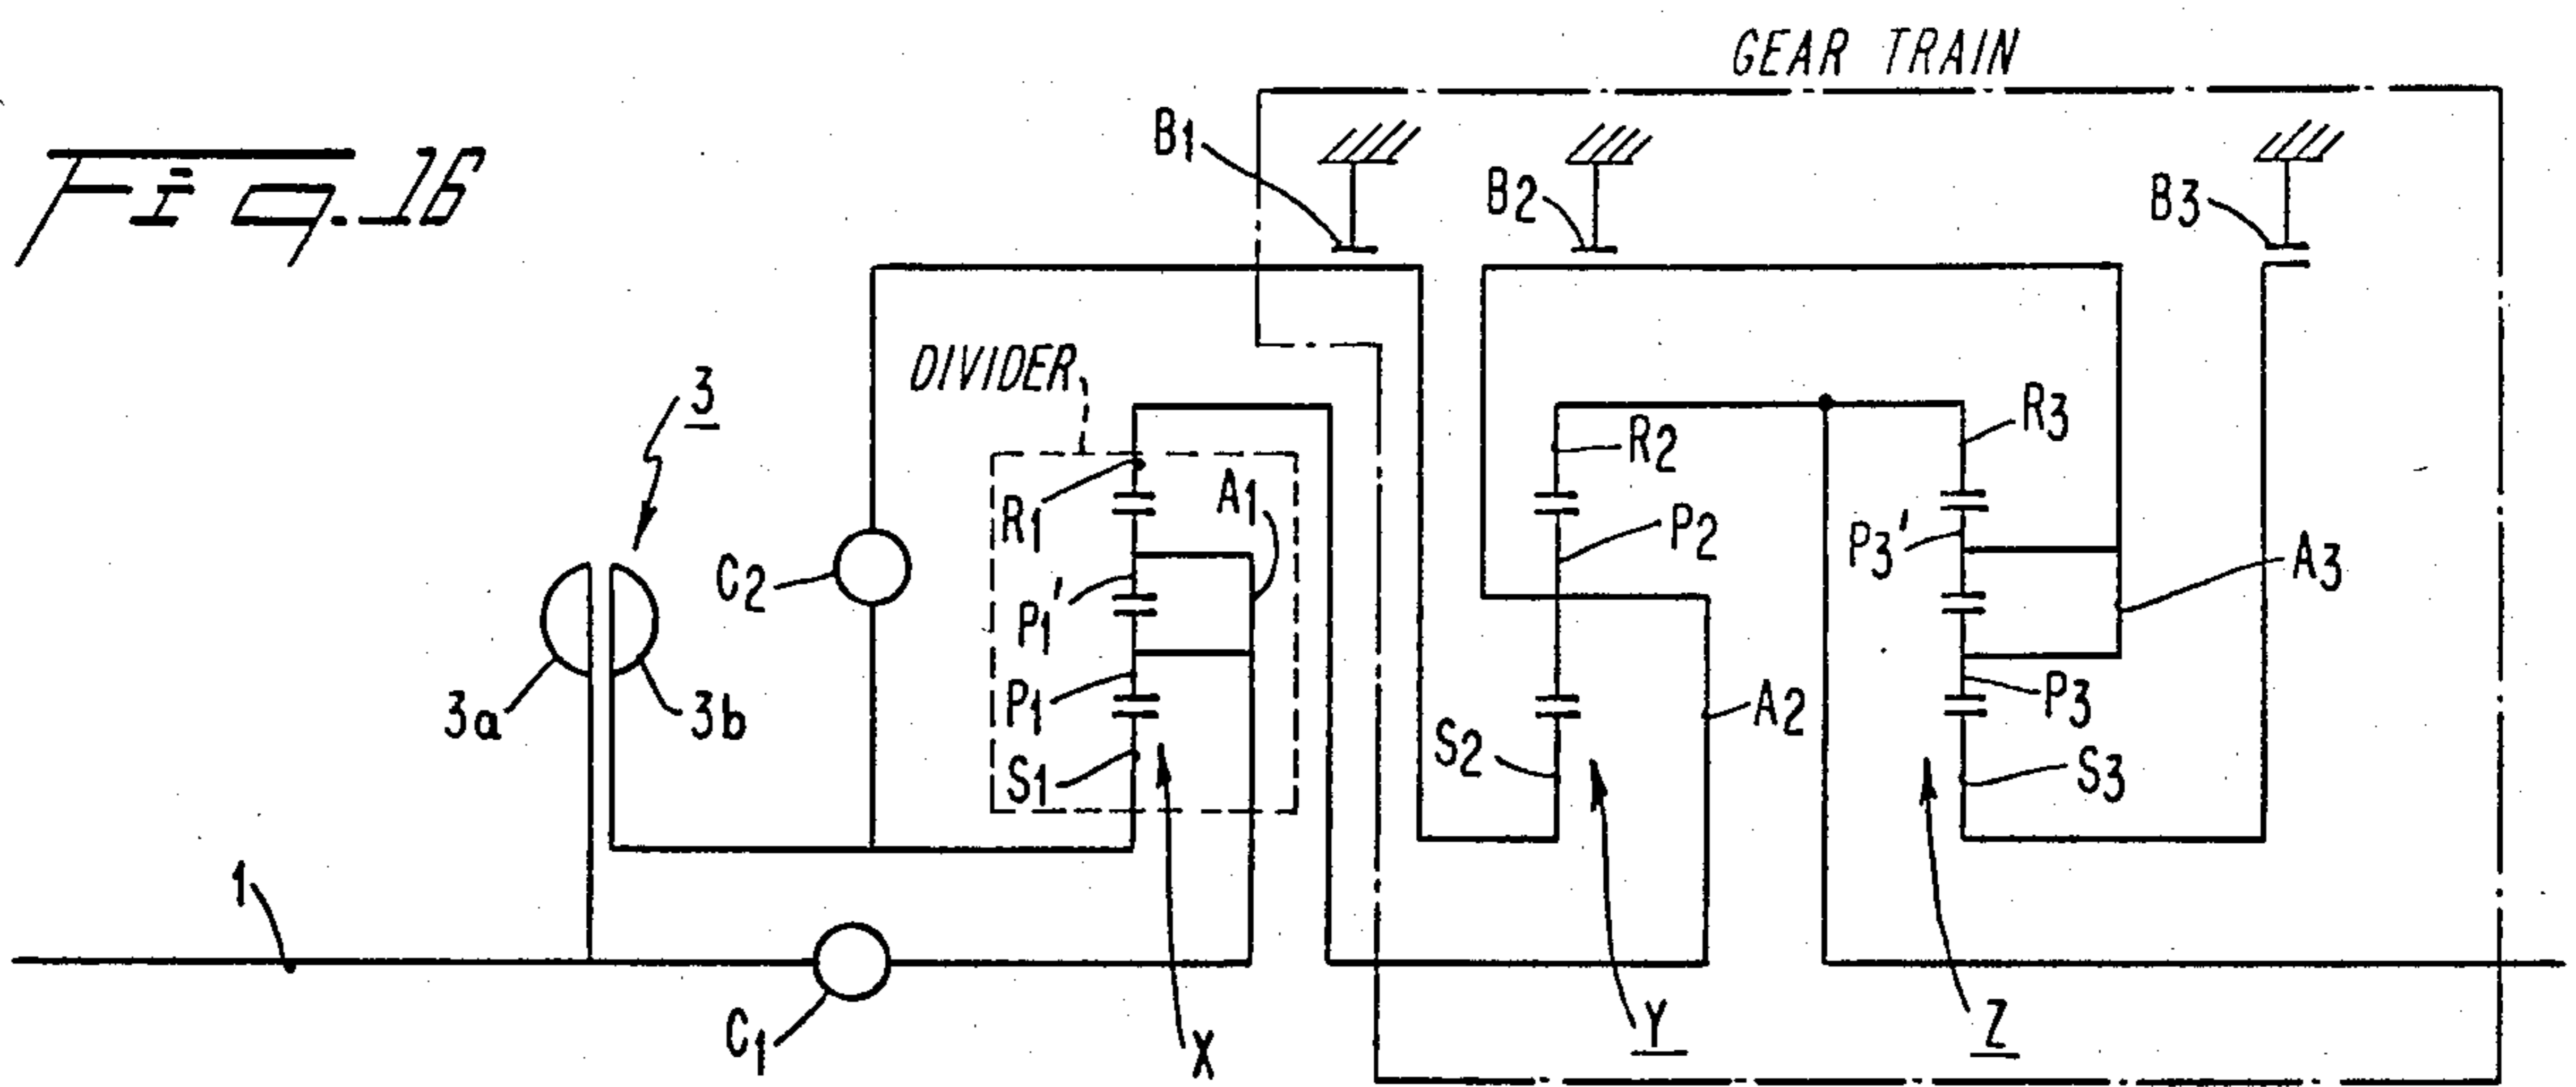 GEAR TRAIN
Fig. 16
B1
B2
B3
DIVIDER
3
R1
A1
R2
R3
C2
P1'
P2
P3'
A3
3a
3b
P1
S1
S2
A2
P3
S3
1
C1
X
Y
Z